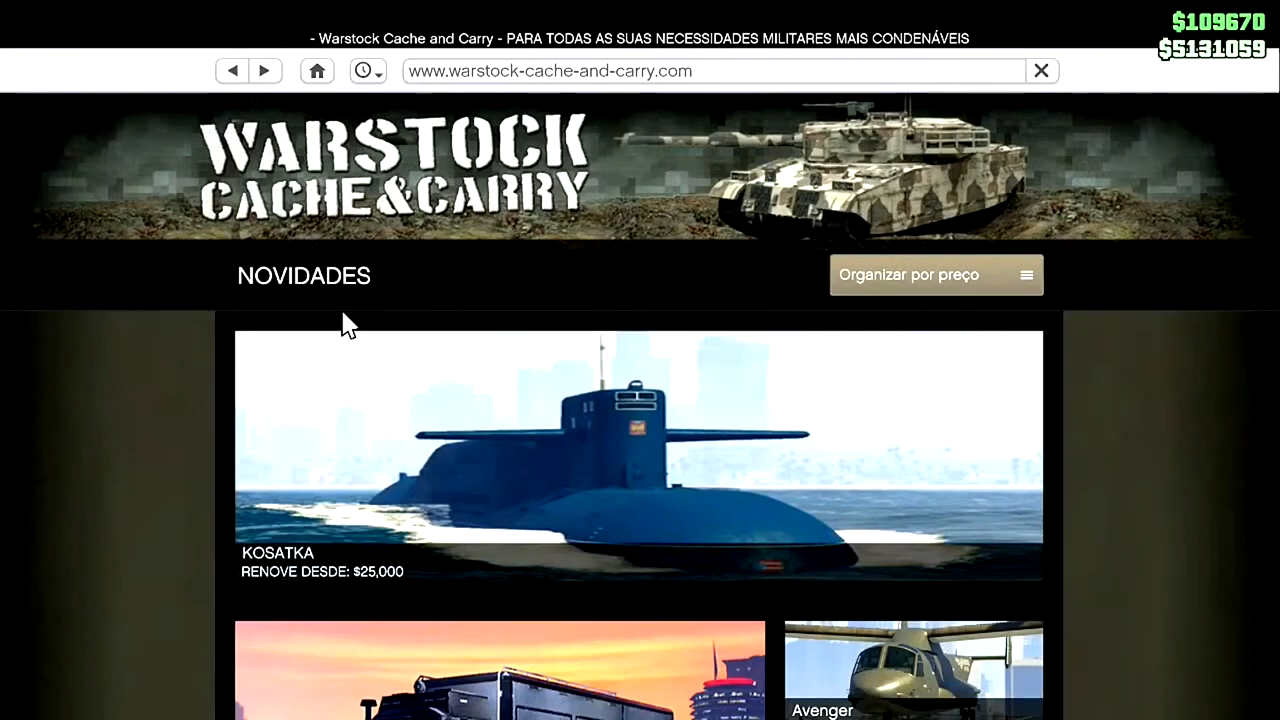 $109670
- Warstock Cache and Carry - PARA TODAS AS SUAS NECESSIDADES MILITARES MAIS CONDENÁVEIS
$5131059
www.warstock-cache-and-carry.com
WARSTOCK
CACHE&CARRY
NOVIDADES
Organizar por preço
KOSATKA
RENOVE DESDE: $25,000
Avenger